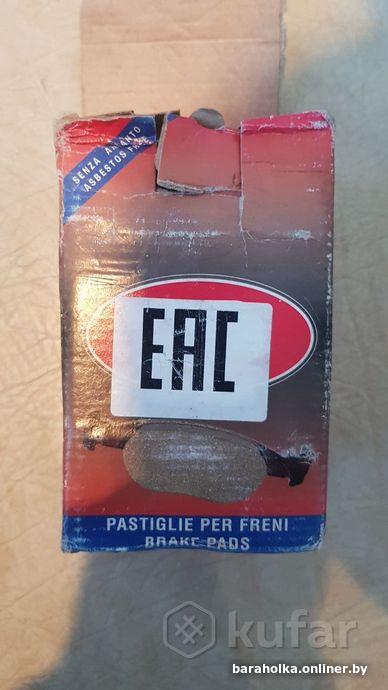 SENZA AMIANTO
ASBESTOS FREE
EAC
PASTIGLIE PER FRENI
BRAKE PADS
kufar
baraholka.onliner.by